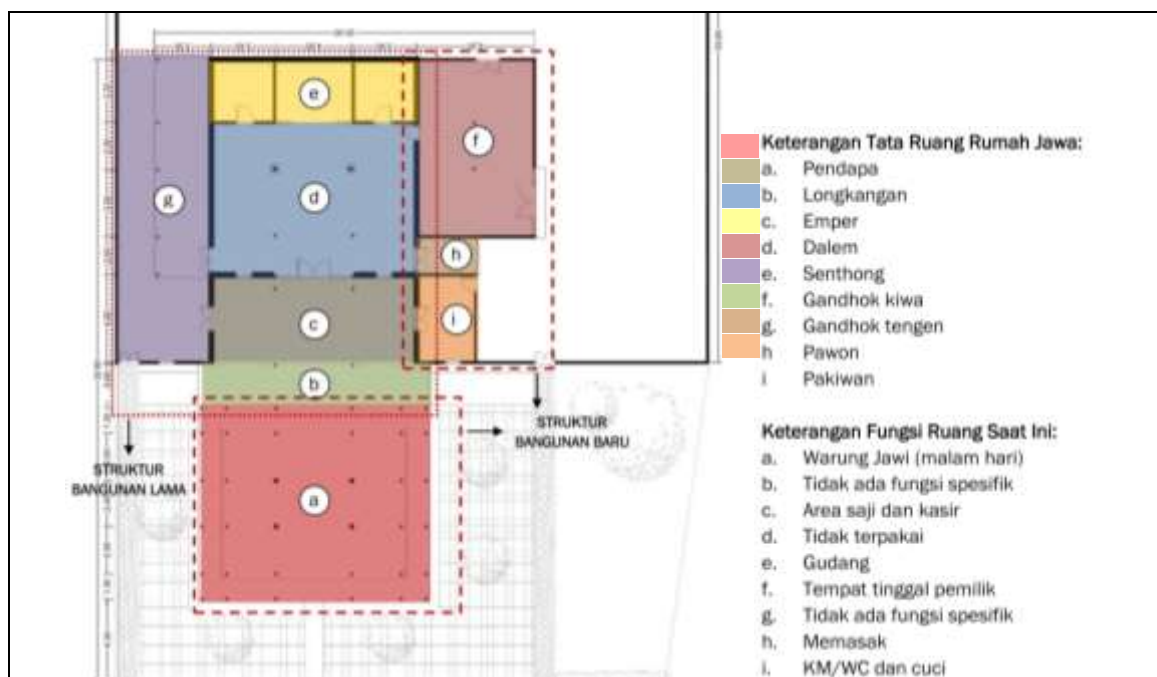 e
f
g
d
h
c
i
b
a
STRUKTUR
BANGUNAN BARU
STRUKTUR
BANGUNAN LAMA
Keterangan Tata Ruang Rumah Jawa:
a. Pendapa
b. Longkangan
c. Emper
d. Dalem
e. Senthong
f. Gandhok kiwa
g. Gandhok tengen
h Pawon
i Pakiwan
Keterangan Fungsi Ruang Saat Ini:
a. Warung Jawi (malam hari)
b. Tidak ada fungsi spesifik
c. Area saji dan kasir
d. Tidak terpakai
e. Gudang
f. Tempat tinggal pemilik
g. Tidak ada fungsi spesifik
h. Memasak
i. KM/WC dan cuci